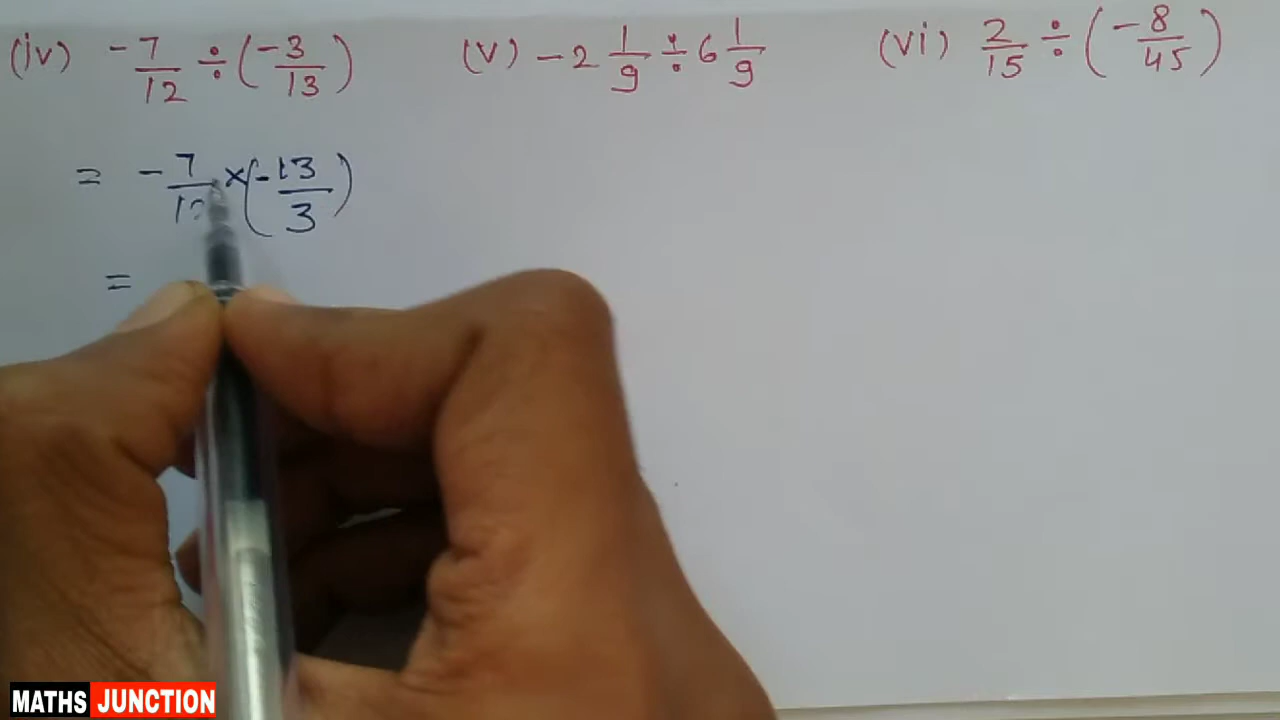 (iv) -7/12 ÷ (-3/13) (v) -2 1/9 ÷ 6 1/9 (vi) 2/15 ÷ (-8/45)
= -7/12 × (-13/3)
=
MATHS JUNCTION